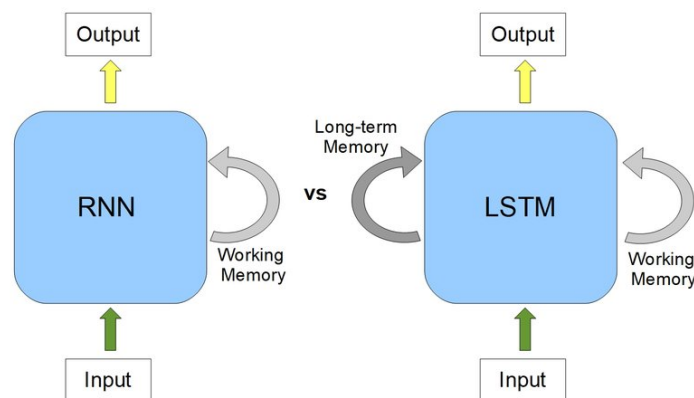 Output
RNN
Working
Memory
Input
vs
Output
Long-term
Memory
LSTM
Working
Memory
Input